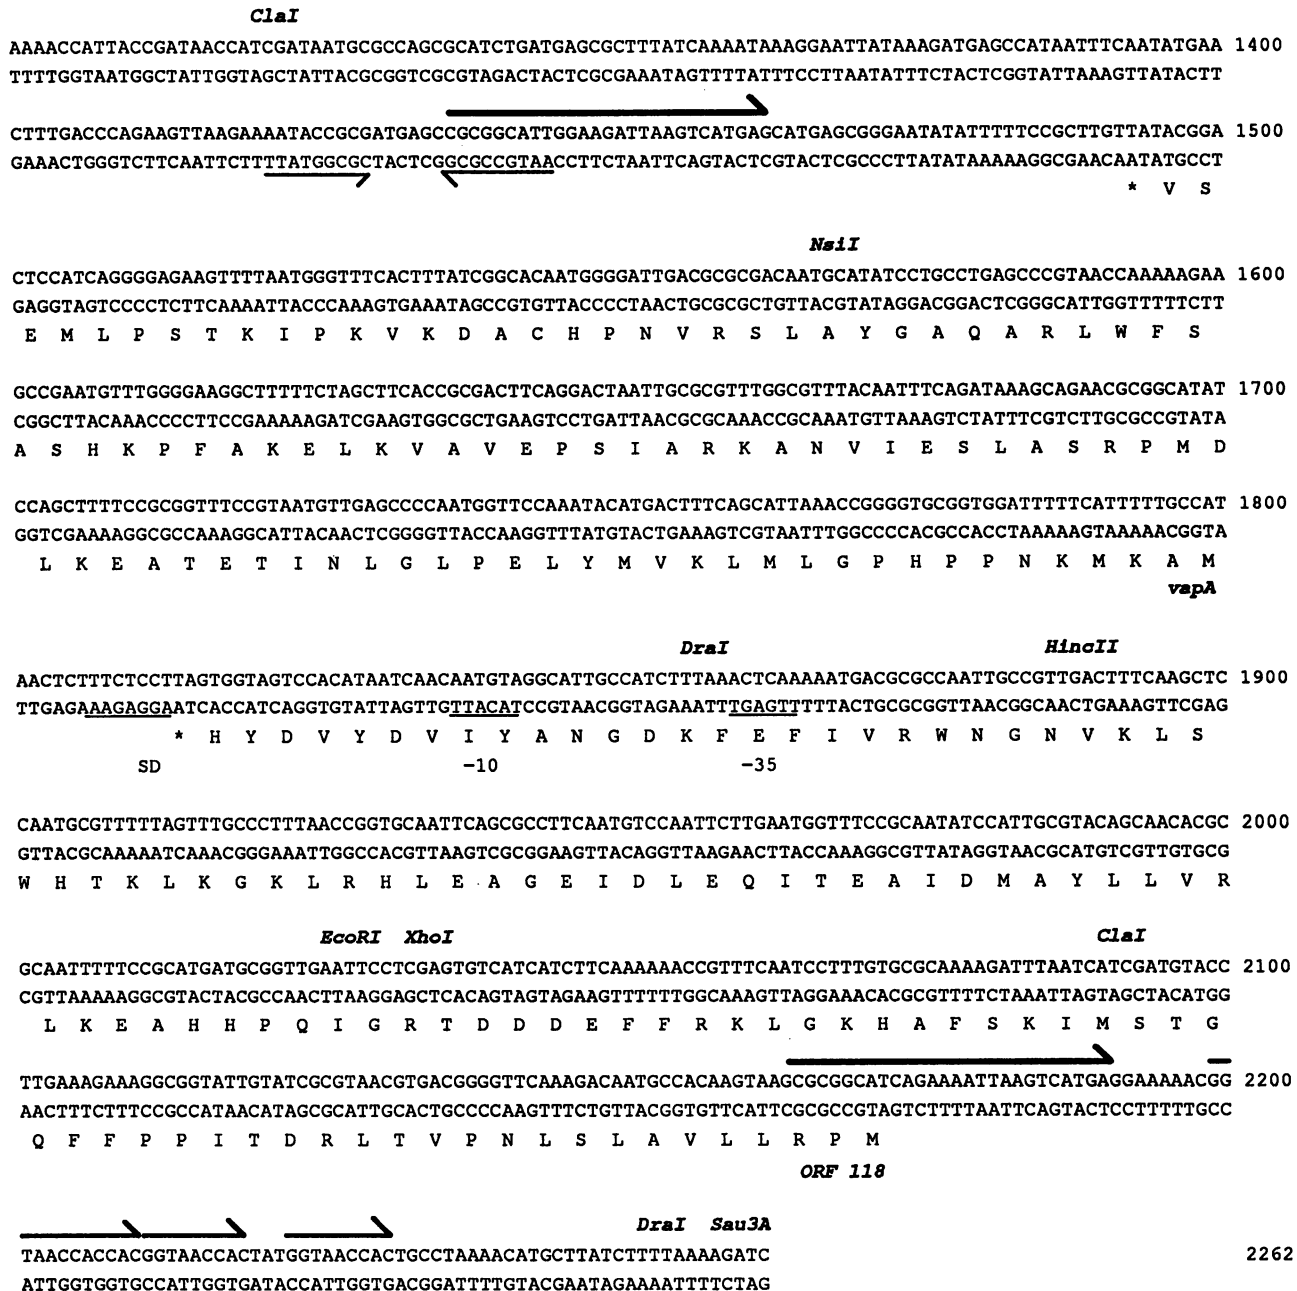 ClaI
AAAACCATTACCGATAACCATCGATAATGCGCCAGCGCATCTGATGAGCGCTTTATCAAAATAAAGGAATTATAAAGATGAGCCATAATTTCAATATGAA 1400
TTTTGGTAATGGCTATTGGTAGCTATTACGCGGTCGCGTAGACTACTCGCGAAATAGTTTTATTTCCTTAATATTTCTACTCGGTATTAAAGTTATACTT
CTTTGACCCAGAAGTTAAGAAAATACCGCGATGAGCCGCGGCATTGGAAGATTAAGTCATGAGCATGAGCGGGAATATATTTTTCCGCTTGTTATACGGA 1500
GAAACTGGGTCTTCAATTCTTTTATGGCGCTACTCGGCGCCGTAACCTTCTAATTCAGTACTCGTACTCGCCCTTATATAAAAAGGCGAACAATATGCCT
* V S
NsiI
CTCCATCAGGGGAGAAGTTTTAATGGGTTTCACTTTATCGGCACAATGGGGATTGACGCGCGACAATGCATATCCTGCCTGAGCCCGTAACCAAAAAGAA 1600
GAGGTAGTCCCCTCTTCAAAATTACCCAAAGTGAAATAGCCGTGTTACCCCTAACTGCGCGCTGTTACGTATAGGACGGACTCGGGCATTGGTTTTTCTT
E M L P S T K I P K V K D A C H P N V R S L A Y G A Q A R L W F S
GCCGAATGTTTGGGGAAGGCTTTTTCTAGCTTCACCGCGACTTCAGGACTAATTGCGCGTTTGGCGTTTACAATTTCAGATAAAGCAGAACGCGGCATAT 1700
CGGCTTACAAACCCCTTCCGAAAAAGATCGAAGTGGCGCTGAAGTCCTGATTAACGCGCAAACCGCAAATGTTAAAGTCTATTTCGTCTTGCGCCGTATA
A S H K P F A K E L K V A V E P S I A R K A N V I E S L A S R P M D
CCAGCTTTTCCGCGGTTTCCGTAATGTTGAGCCCCAATGGTTCCAAATACATGACTTTCAGCATTAAACCGGGGTGCGGTGGATTTTTCATTTTTGCCAT 1800
GGTCGAAAAGGCGCCAAAGGCATTACAACTCGGGGTTACCAAGGTTTATGTACTGAAAGTCGTAATTTGGCCCCACGCCACCTAAAAAGTAAAAACGGTA
L K E A T E T I N L G L P E L Y M V K L M L G P H P P N K M K A M
vapA
DraI HincII
AACTCTTTCTCCTTAGTGGTAGTCCACATAATCAACAATGTAGGCATTGCCATCTTTAAACTCAAAAATGACGCGCCAATTGCCGTTGACTTTCAAGCTC 1900
TTGAGAAAGAGGAATCACCATCAGGTGTATTAGTTGTTACATCCGTAACGGTAGAAATTTGAGTTTTTACTGCGCGGTTAACGGCAACTGAAAGTTCGAG
* H Y D V Y D V I Y A N G D K F E F I V R W N G N V K L S
SD -10 -35
CAATGCGTTTTTAGTTTGCCCTTTAACCGGTGCAATTCAGCGCCTTCAATGTCCAATTCTTGAATGGTTTCCGCAATATCCATTGCGTACAGCAACACGC 2000
GTTACGCAAAAATCAAACGGGAAATTGGCCACGTTAAGTCGCGGAAGTTACAGGTTAAGAACTTACCAAAGGCGTTATAGGTAACGCATGTCGTTGTGCG
W H T K L K G K L R H L E A G E I D L E Q I T E A I D M A Y L L V R
EcoRI XhoI ClaI
GCAATTTTTCCGCATGATGCGGTTGAATTCCTCGAGTGTCATCATCTTCAAAAAACCGTTTCAATCCTTTGTGCGCAAAAGATTTAATCATCGATGTACC 2100
CGTTAAAAAGGCGTACTACGCCAACTTAAGGAGCTCACAGTAGTAGAAGTTTTTTGGCAAAGTTAGGAAACACGCGTTTTCTAAATTAGTAGCTACATGG
L K E A H H P Q I G R T D D D E F F R K L G K H A F S K I M S T G
TTGAAAGAAAGGCGGTATTGTATCGCGTAACGTGACGGGGTTCAAAGACAATGCCACAAGTAAGCGCGGCATCAGAAAATTAAGTCATGAGGAAAAACGG 2200
AACTTTCTTTCCGCCATAACATAGCGCATTGCACTGCCCCAAGTTTCTGTTACGGTGTTCATTCGCGCCGTAGTCTTTTAATTCAGTACTCCTTTTTGCC
Q F F P P I T D R L T V P N L S L A V L L R P M
ORF 118
DraI Sau3A
TAACCACCACGGTAACCACTATGGTAACCACTGCCTAAAACATGCTTATCTTTTAAAAGATC 2262
ATTGGTGGTGCCATTGGTGATACCATTGGTGACGGATTTTGTACGAATAGAAAATTTTCTAG